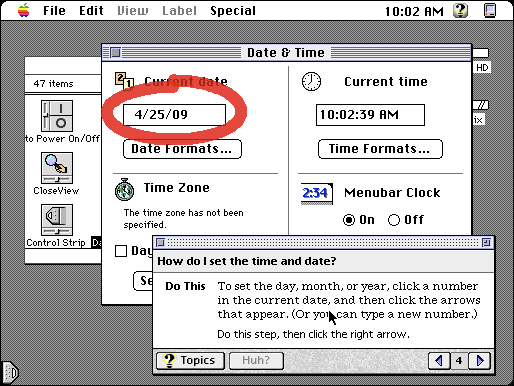 File Edit View Label Special 10:02 AM
Date & Time
47 items
Current date
4/25/09
Date Formats...
Current time
10:02:39 AM
Time Formats...
HD
to Power On/Off
CloseView
Control Strip
Time Zone
The time zone has not been
specified.
2:34
Menubar Clock
On Off
How do I set the time and date?
Do This
To set the day, month, or year, click a number
in the current date, and then click the arrows
that appear. (Or you can type a new number.)
Do this step, then click the right arrow.
? Topics
Huh?
4